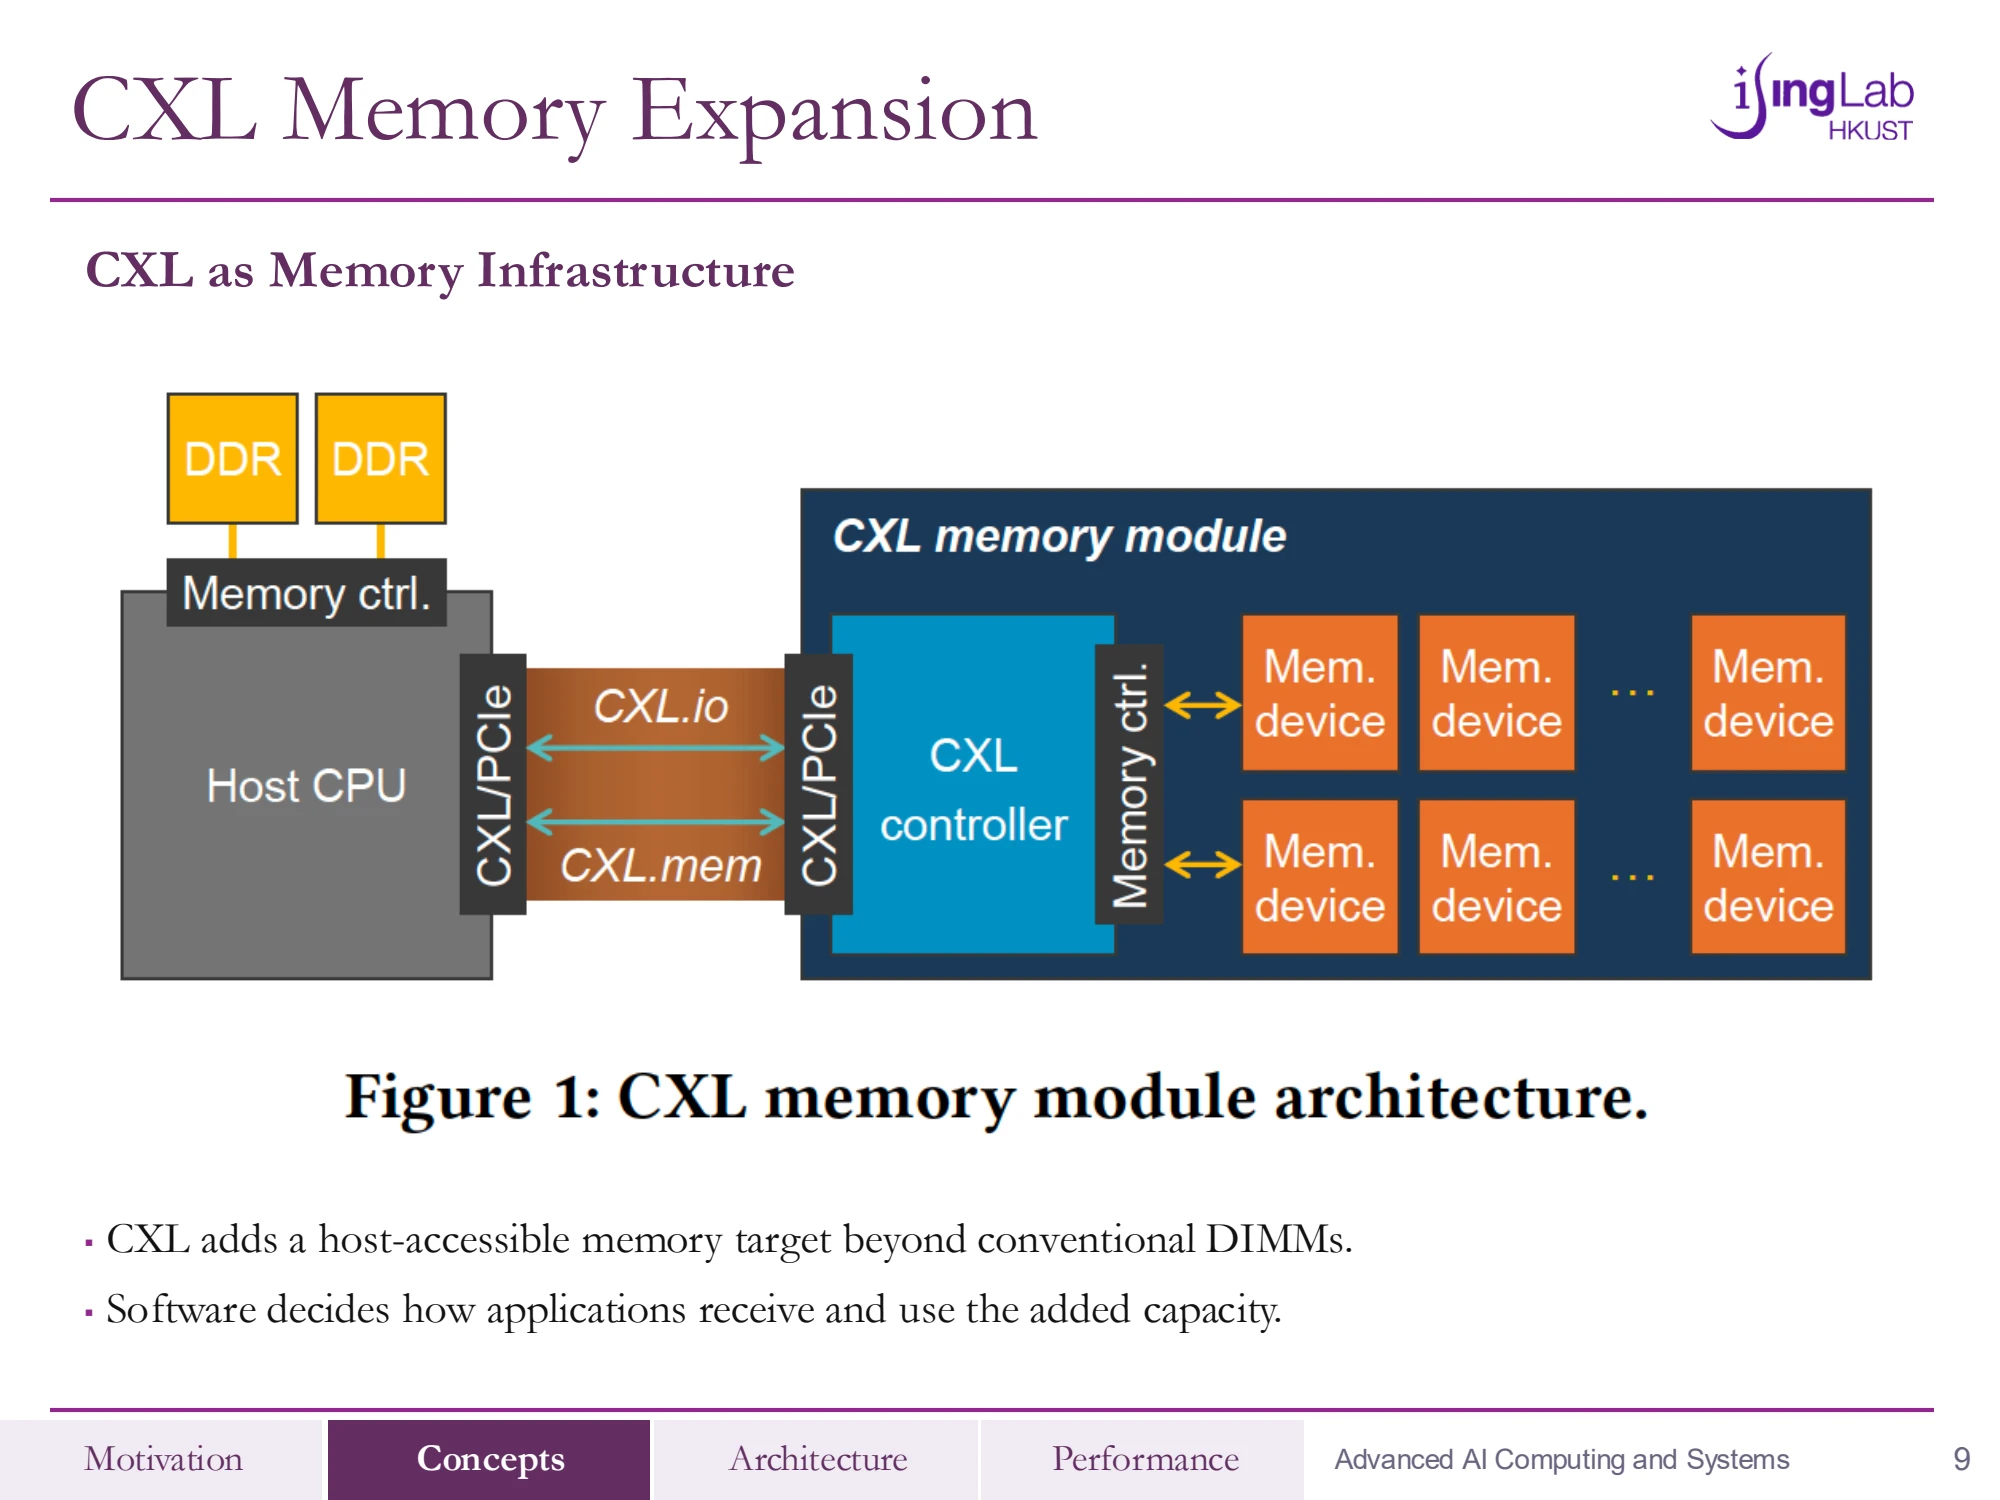 CXL Memory Expansion
isingLab
HKUST
CXL as Memory Infrastructure
DDR
DDR
Memory ctrl.
Host CPU
CXL/PCIe
CXL.io
CXL.mem
CXL/PCIe
CXL memory module
CXL
controller
Memory ctrl.
Mem.
device
Mem.
device
...
Mem.
device
Mem.
device
Mem.
device
...
Mem.
device
Figure 1: CXL memory module architecture.
▪ CXL adds a host-accessible memory target beyond conventional DIMMs.
▪ Software decides how applications receive and use the added capacity.
Motivation
Concepts
Architecture
Performance
Advanced AI Computing and Systems
9